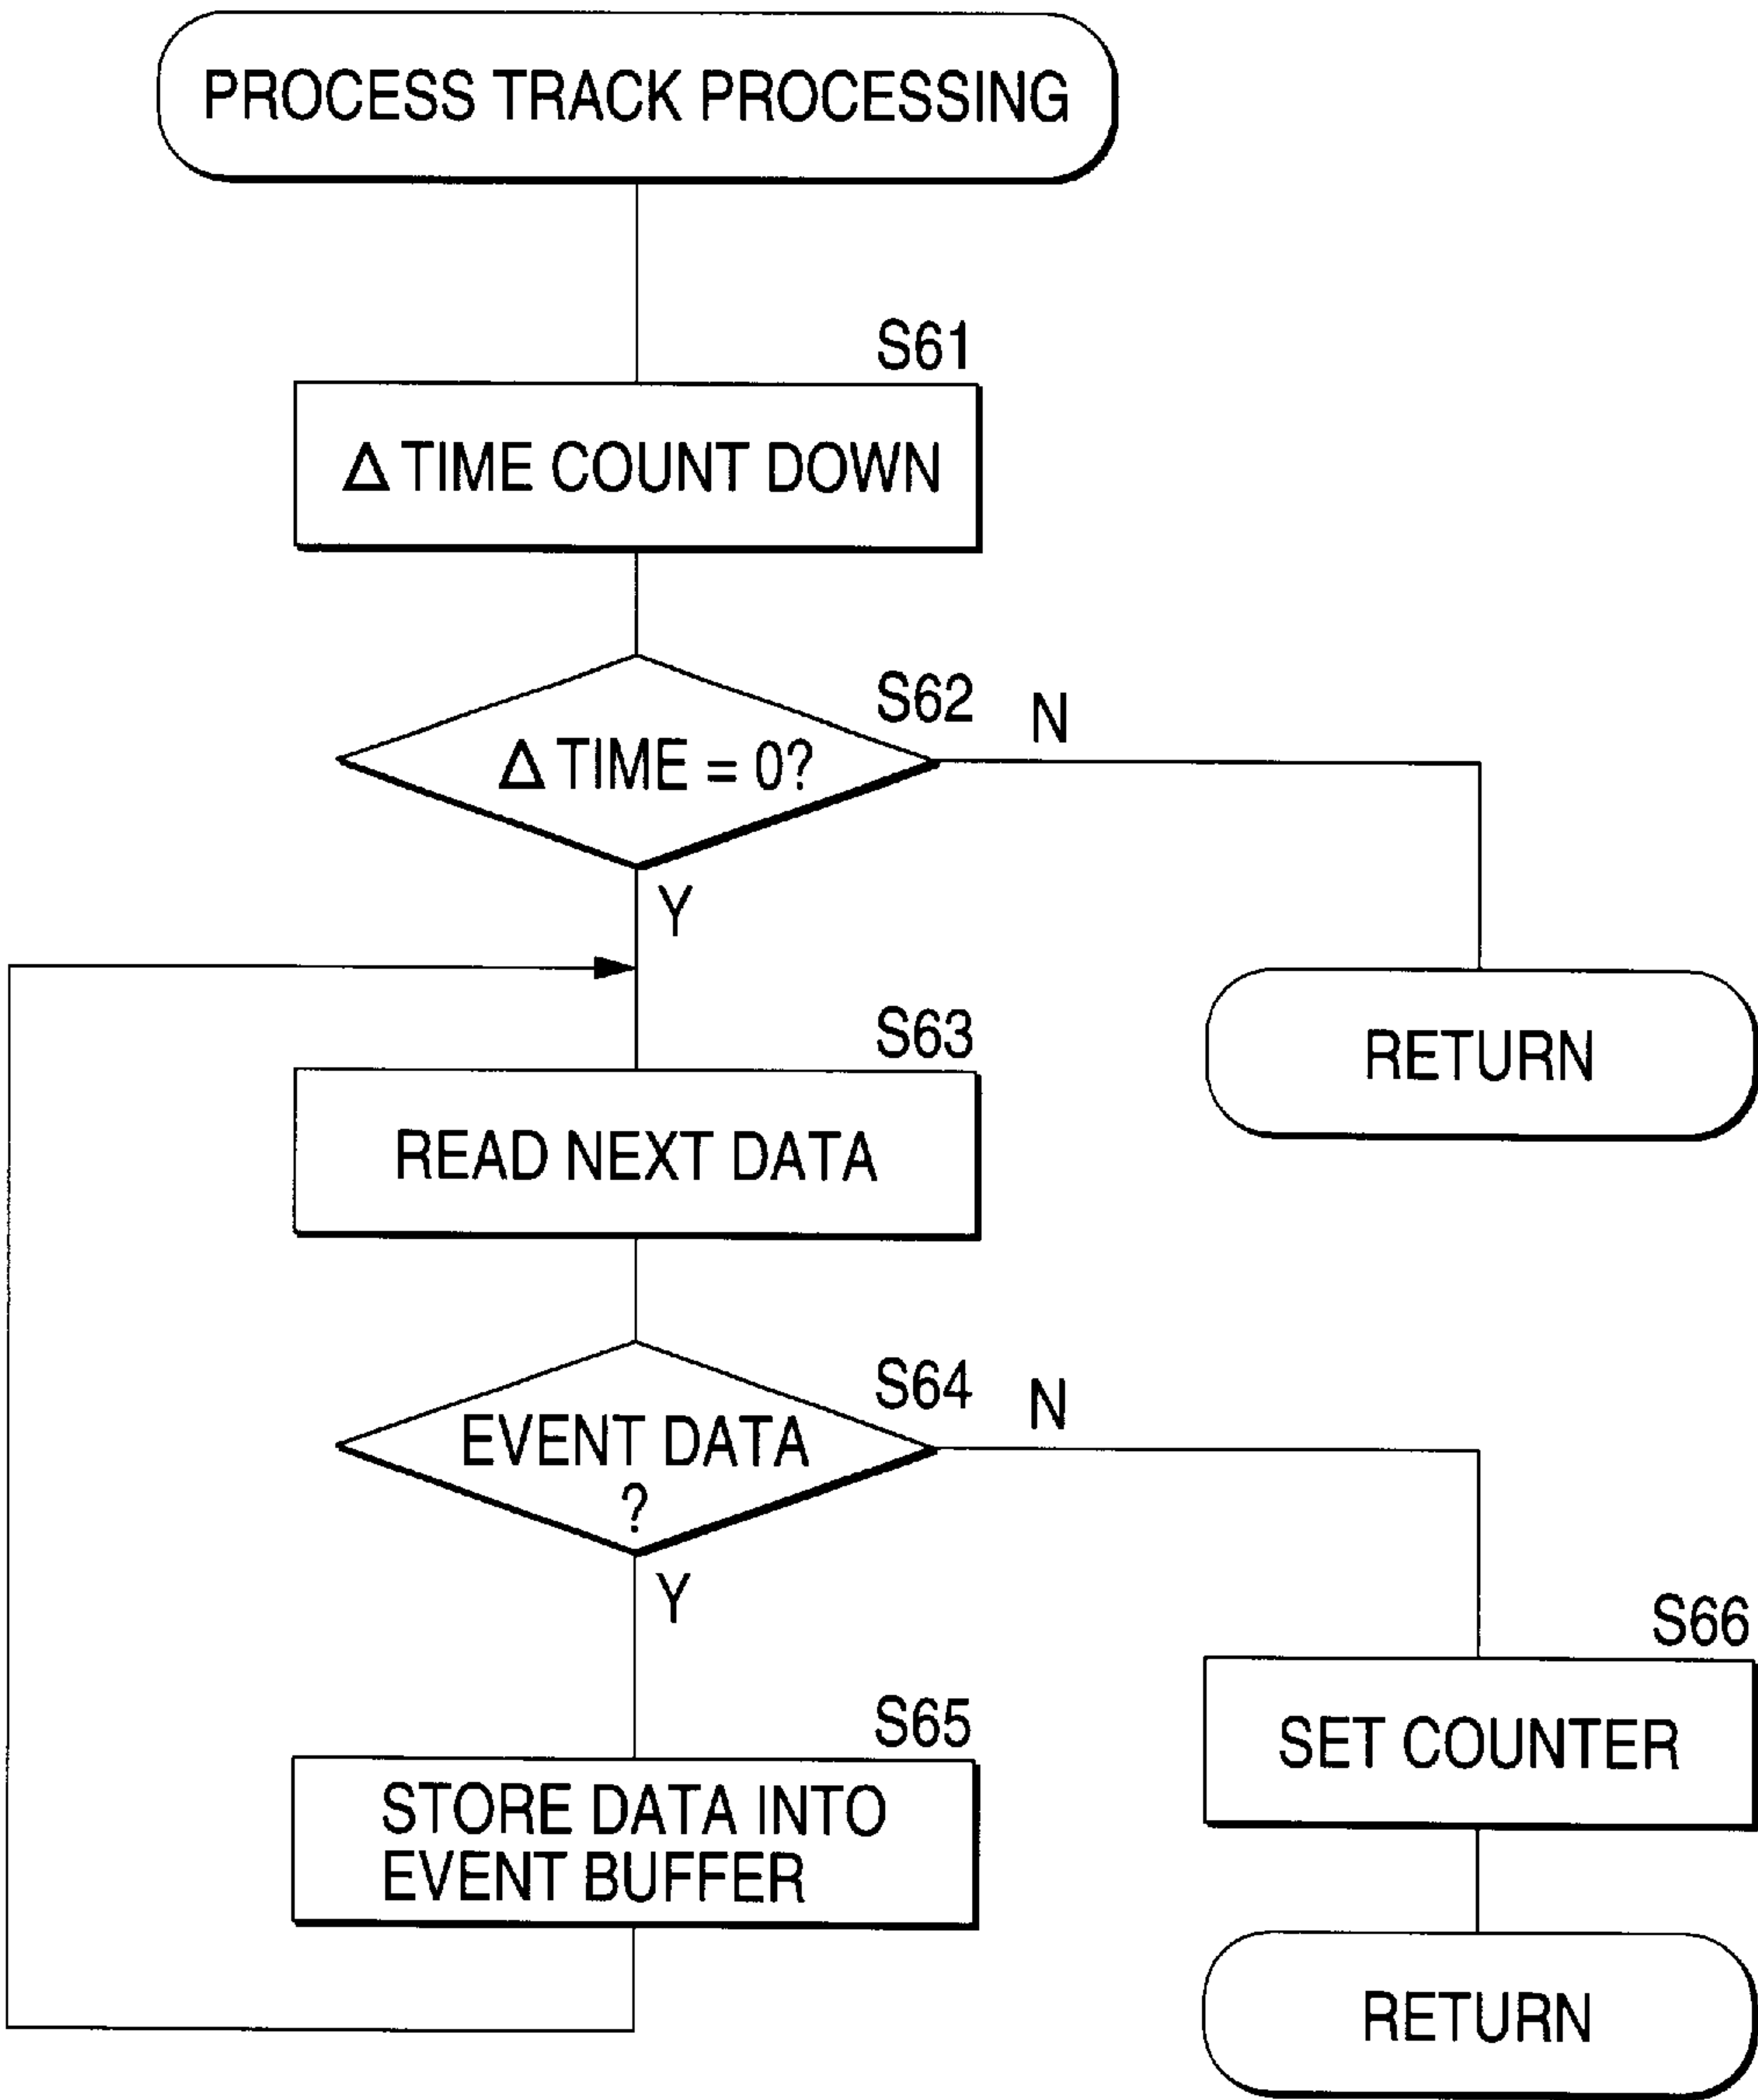 PROCESS TRACK PROCESSING
S61
Δ TIME COUNT DOWN
S62
N
Δ TIME = 0?
Y
S63
READ NEXT DATA
RETURN
S64
N
EVENT DATA
?
Y
S66
SET COUNTER
S65
STORE DATA INTO
EVENT BUFFER
RETURN